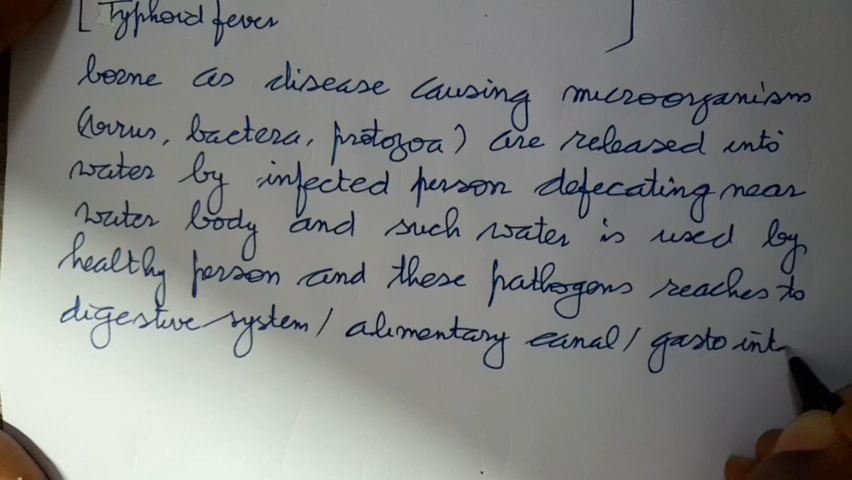 [Typhoid fever ]
borne as disease causing microorganism
(virus, bactera, protozoa) are released into
water by infected person defecating near
water body and such water is used by
healthy person and these pathogens reaches to
digestive system/ alimentary canal/ gasto int